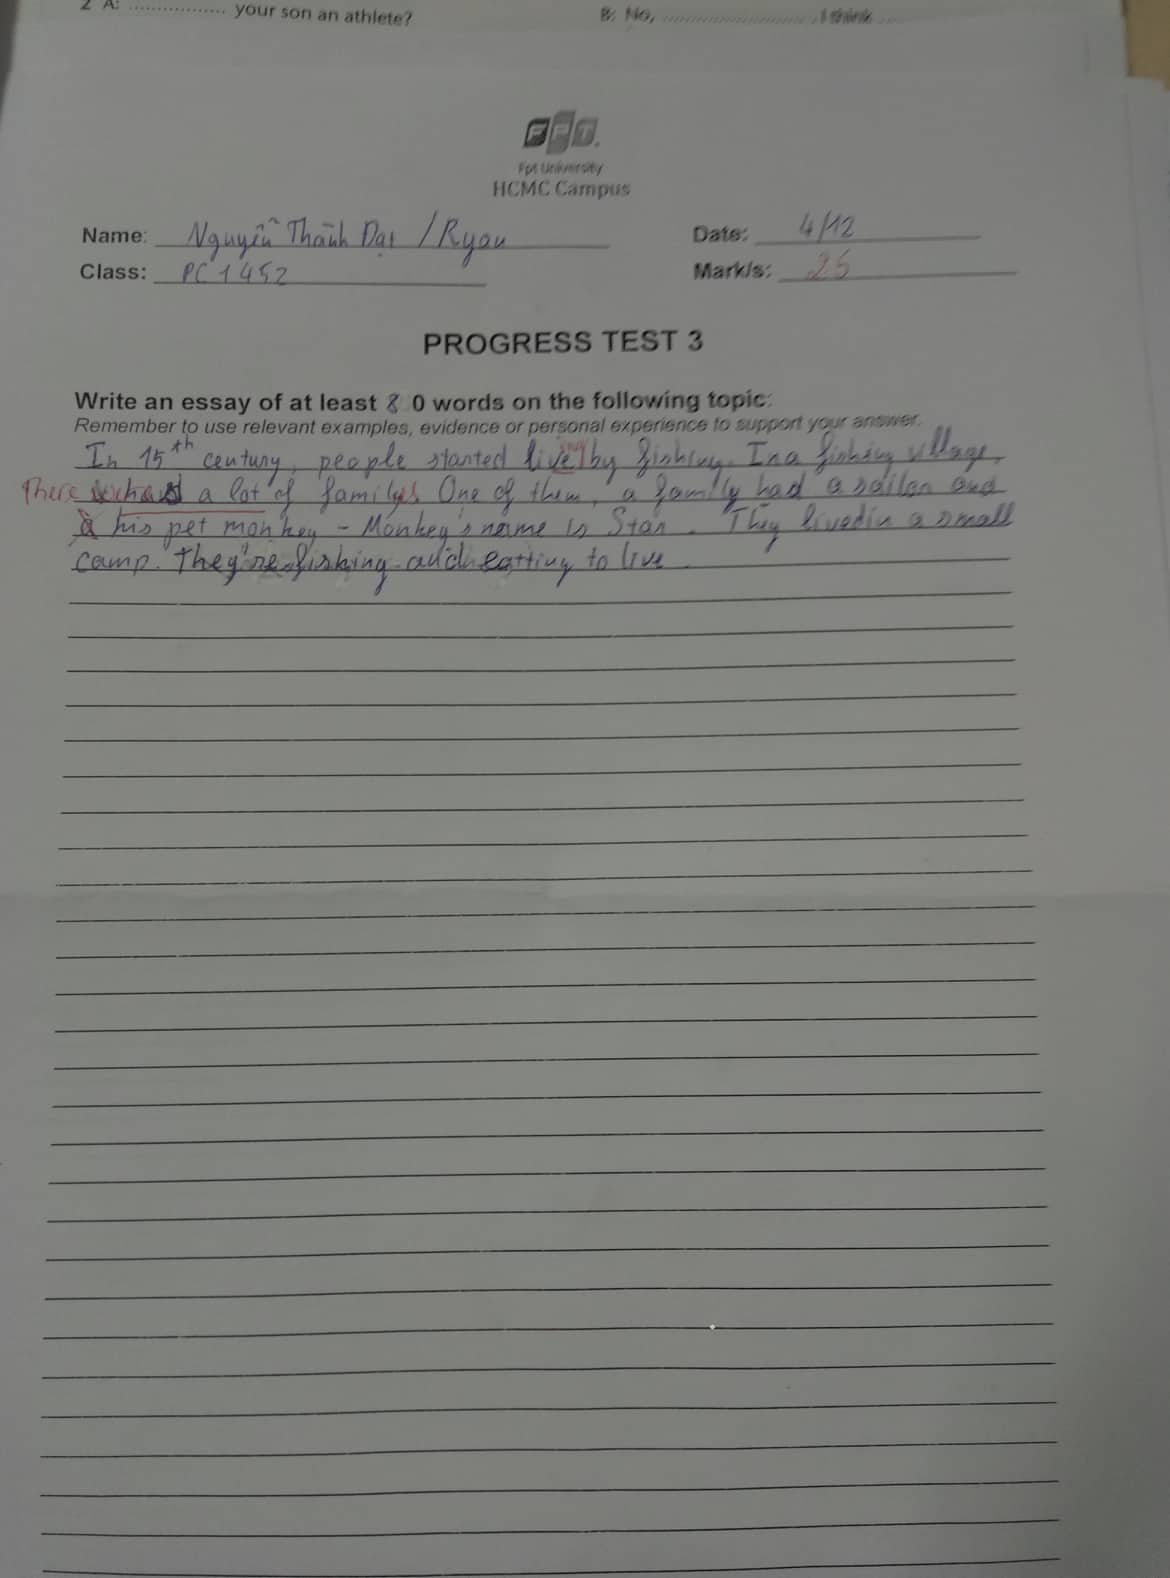 2 A: ................ your son an athlete?
B: No, ........................ , I think ...
FPT.
Fpt University
HCMC Campus
Name: Nguyễn Thành Đạt / Ryan
Date: 4/12
Class: PC1452
Mark/s: 25
PROGRESS TEST 3
Write an essay of at least 80 words on the following topic:
Remember to use relevant examples, evidence or personal experience to support your answer.
In 15th century, people started live by fishing. In a fishing village,
There a lot of familys. One of them, a family had a sailor and
his pet monkey - Monkey's name is Star. They lived in a small
camp. They're fishing and eatting to live